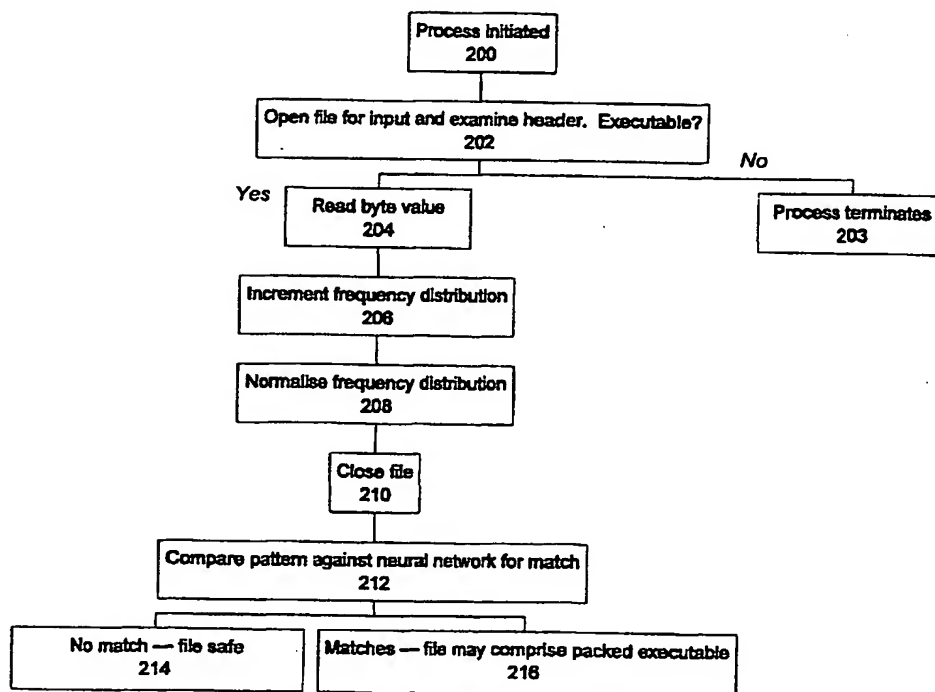 Process initiated
200
Open file for input and examine header. Executable?
202
No
Yes
Read byte value
204
Process terminates
203
Increment frequency distribution
206
Normalise frequency distribution
208
Close file
210
Compare pattern against neural network for match
212
No match — file safe
214
Matches — file may comprise packed executable
216